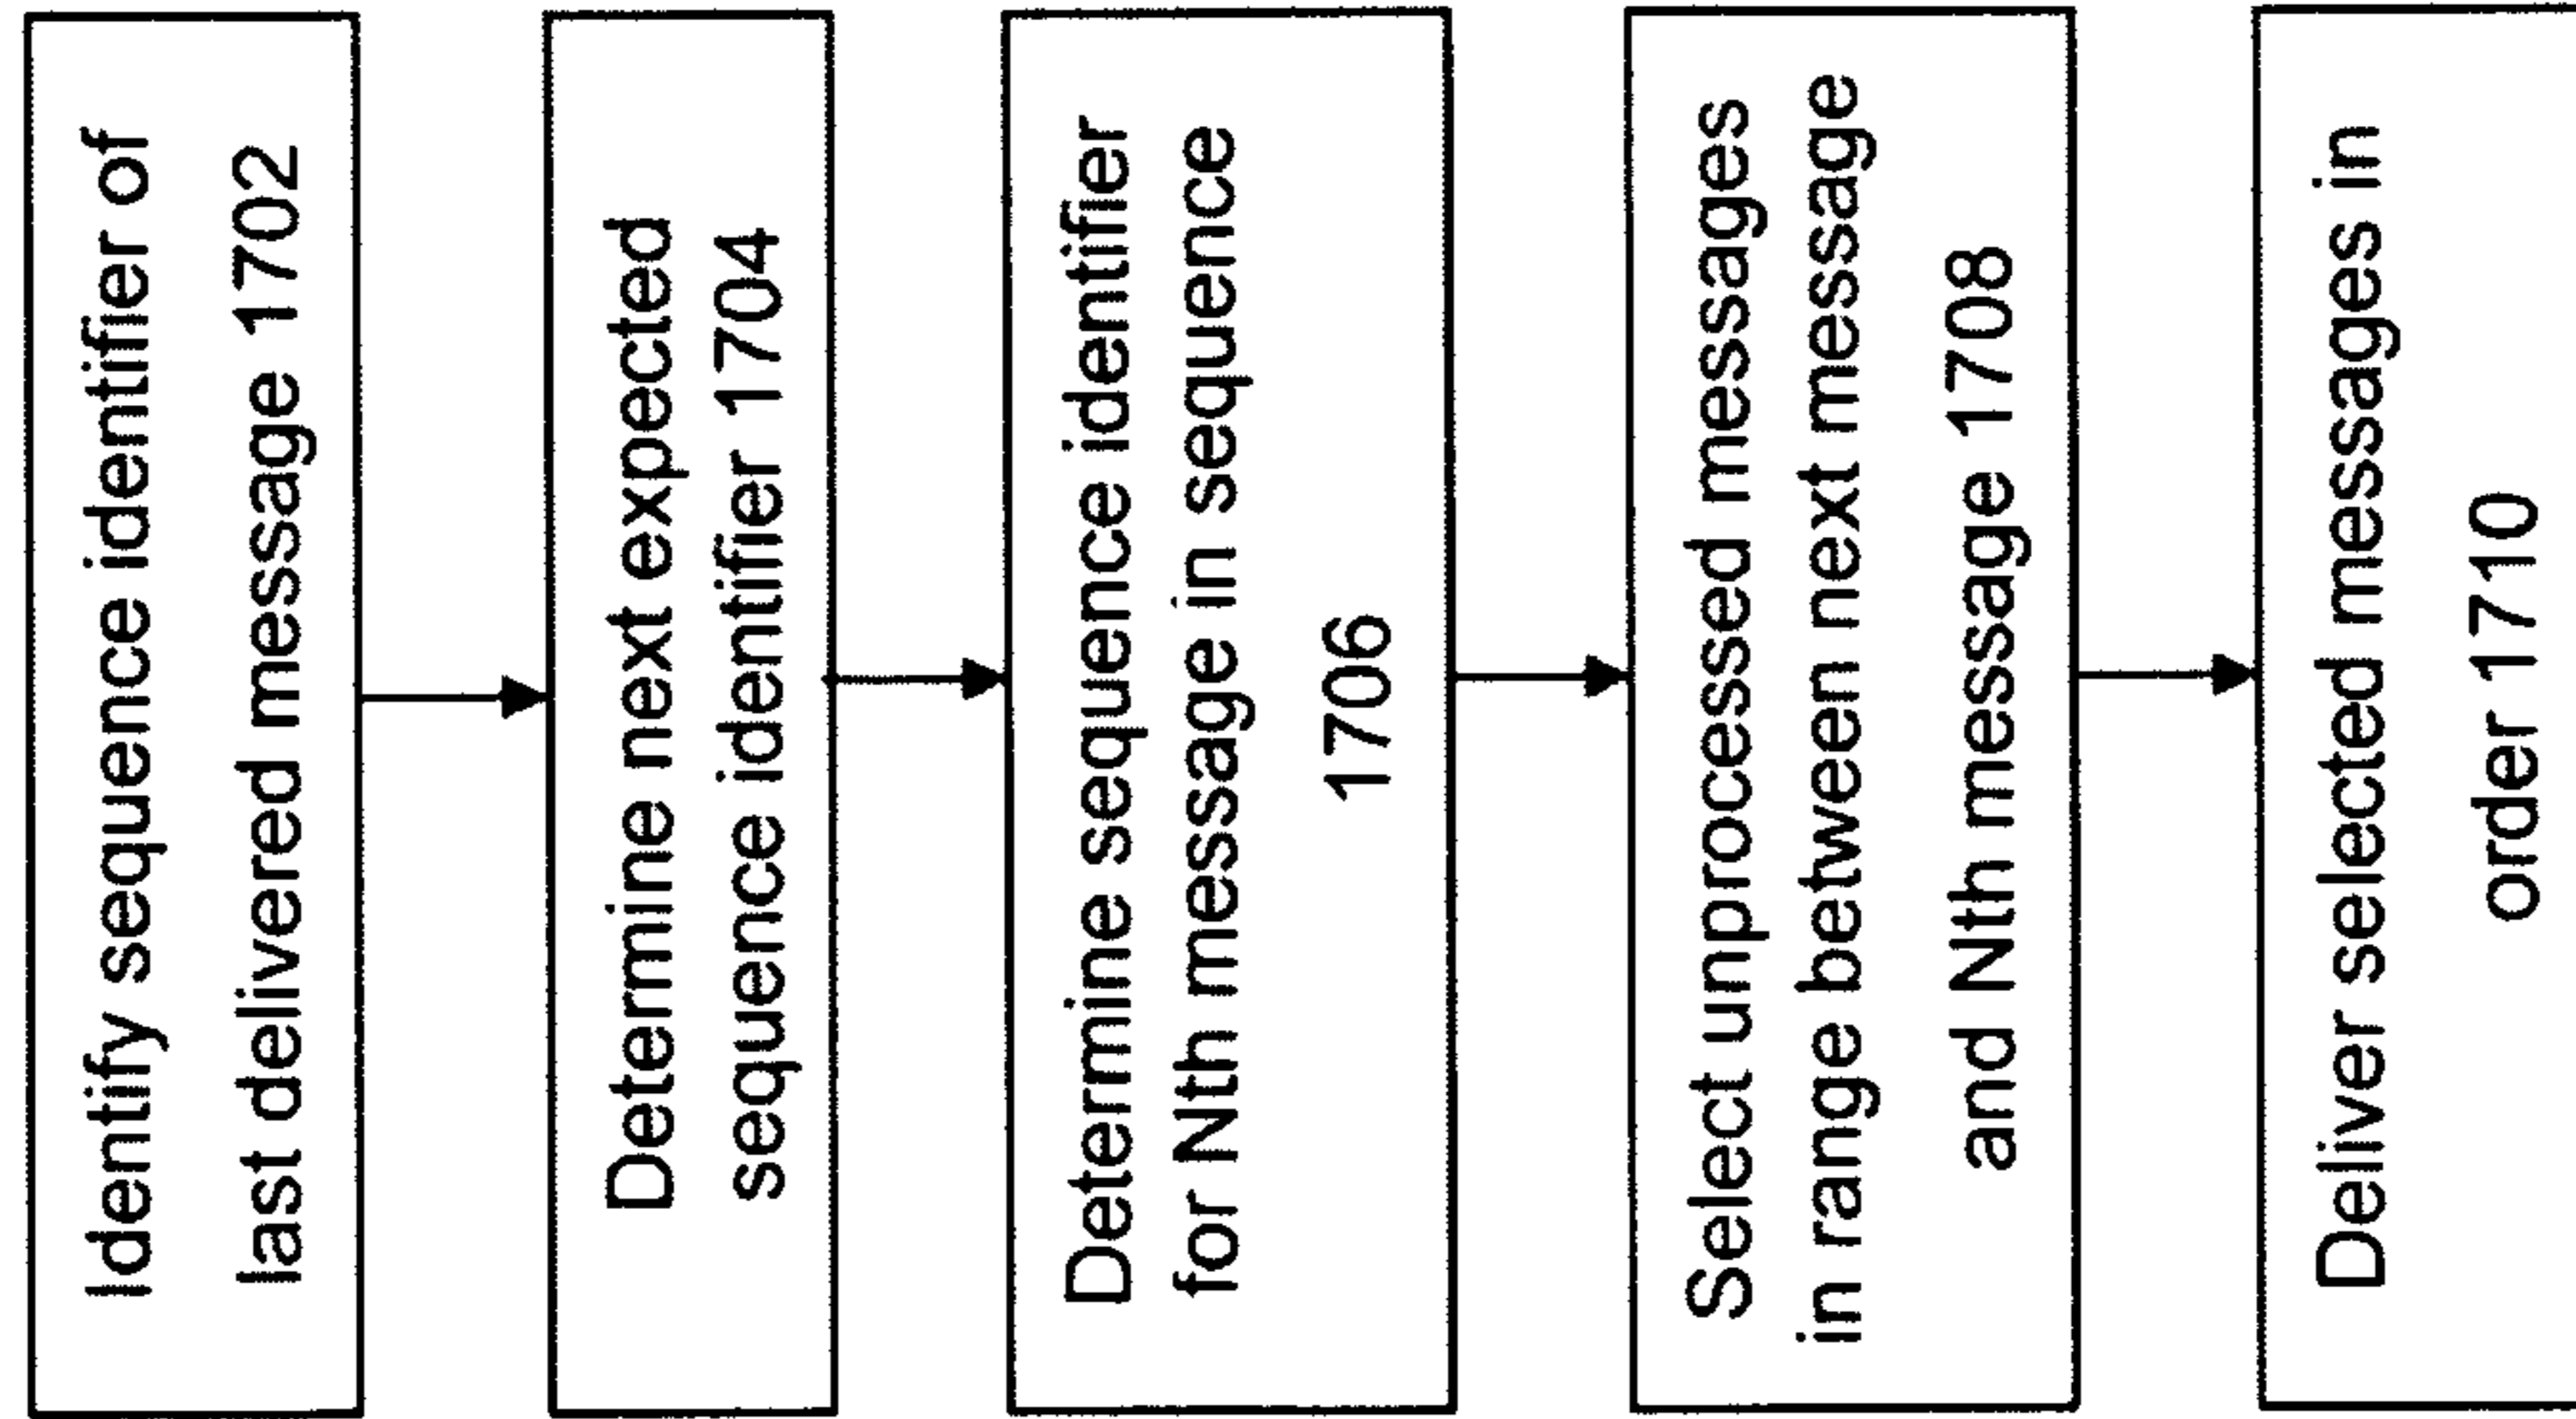 Identify sequence identifier of
last delivered message 1702
Determine next expected
sequence identifier 1704
Determine sequence identifier
for Nth message in sequence
1706
Select unprocessed messages
in range between next message
and Nth message 1708
Deliver selected messages in
order 1710